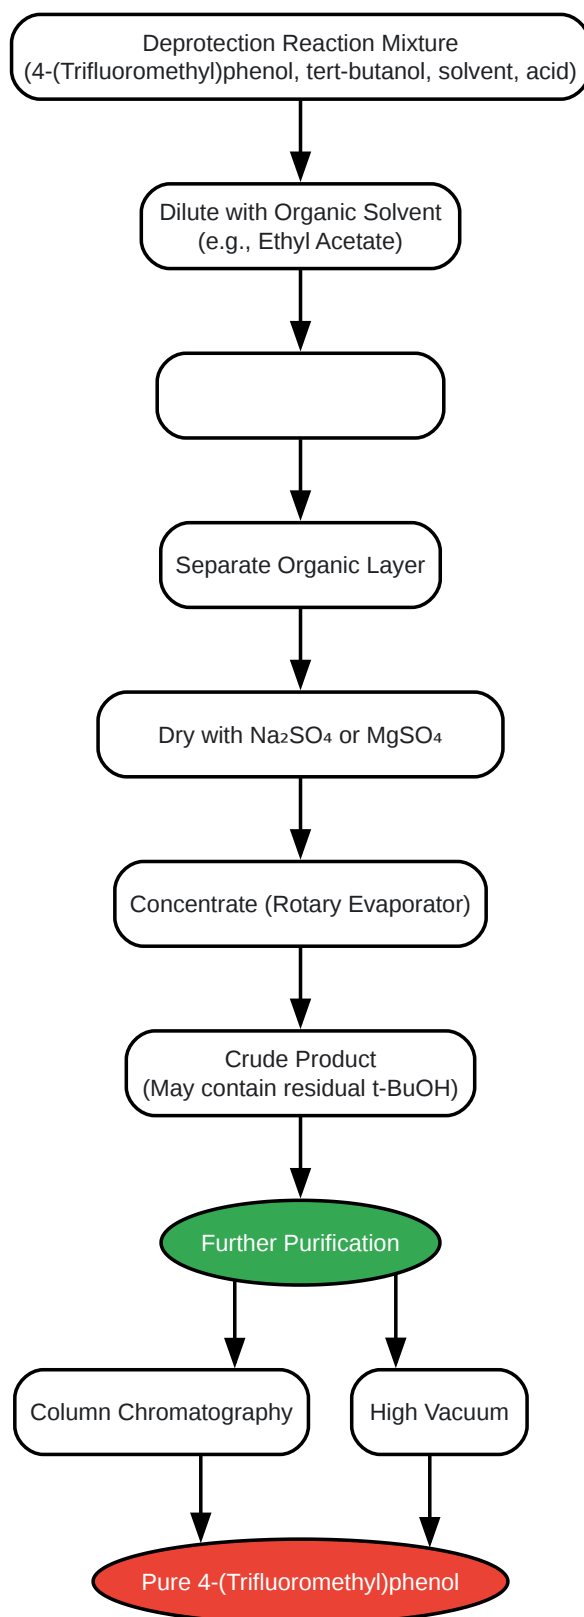 Deprotection Reaction Mixture
(4-(Trifluoromethyl)phenol, tert-butanol, solvent, acid)
Dilute with Organic Solvent
(e.g., Ethyl Acetate)
Separate Organic Layer
Dry with Na₂SO₄ or MgSO₄
Concentrate (Rotary Evaporator)
Crude Product
(May contain residual t-BuOH)
Further Purification
Column Chromatography
High Vacuum
Pure 4-(Trifluoromethyl)phenol